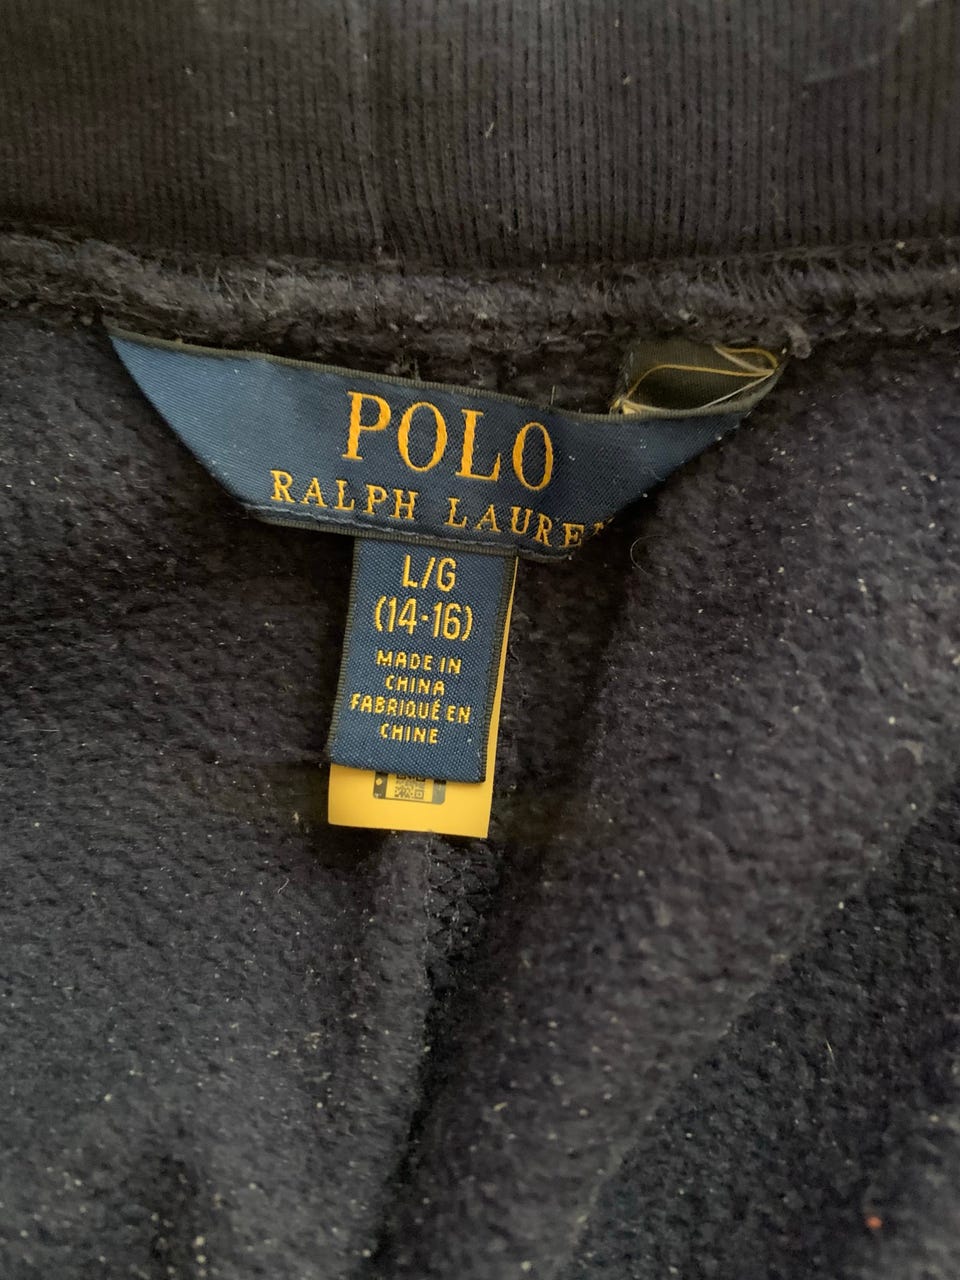 POLO
RALPH LAUREN
L/G
(14-16)
MADE IN
CHINA
FABRIQUÉ EN
CHINE